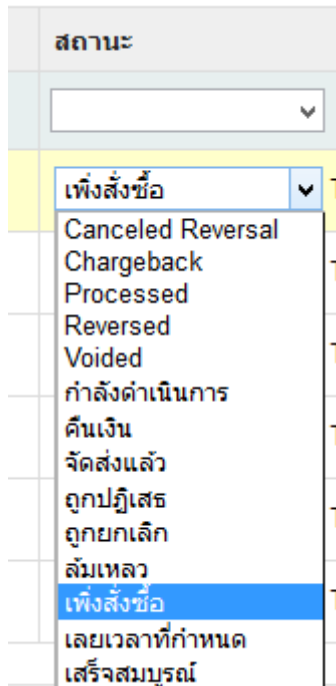 สถานะ
เพิ่งสั่งซื้อ
Canceled Reversal
Chargeback
Processed
Reversed
Voided
กำลังดำเนินการ
คืนเงิน
จัดส่งแล้ว
ถูกปฏิเสธ
ถูกยกเลิก
ล้มเหลว
เพิ่งสั่งซื้อ
เลยเวลาที่กำหนด
เสร็จสมบูรณ์